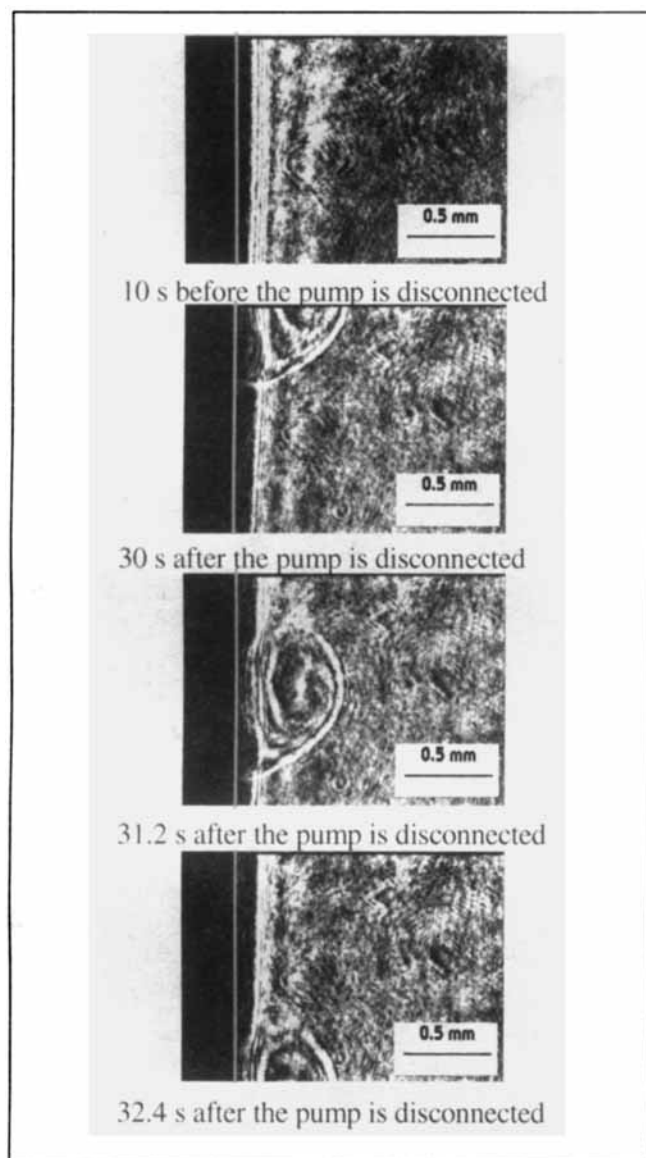 0.5 mm
10 s before the pump is disconnected
0.5 mm
30 s after the pump is disconnected
0.5 mm
31.2 s after the pump is disconnected
0.5 mm
32.4 s after the pump is disconnected